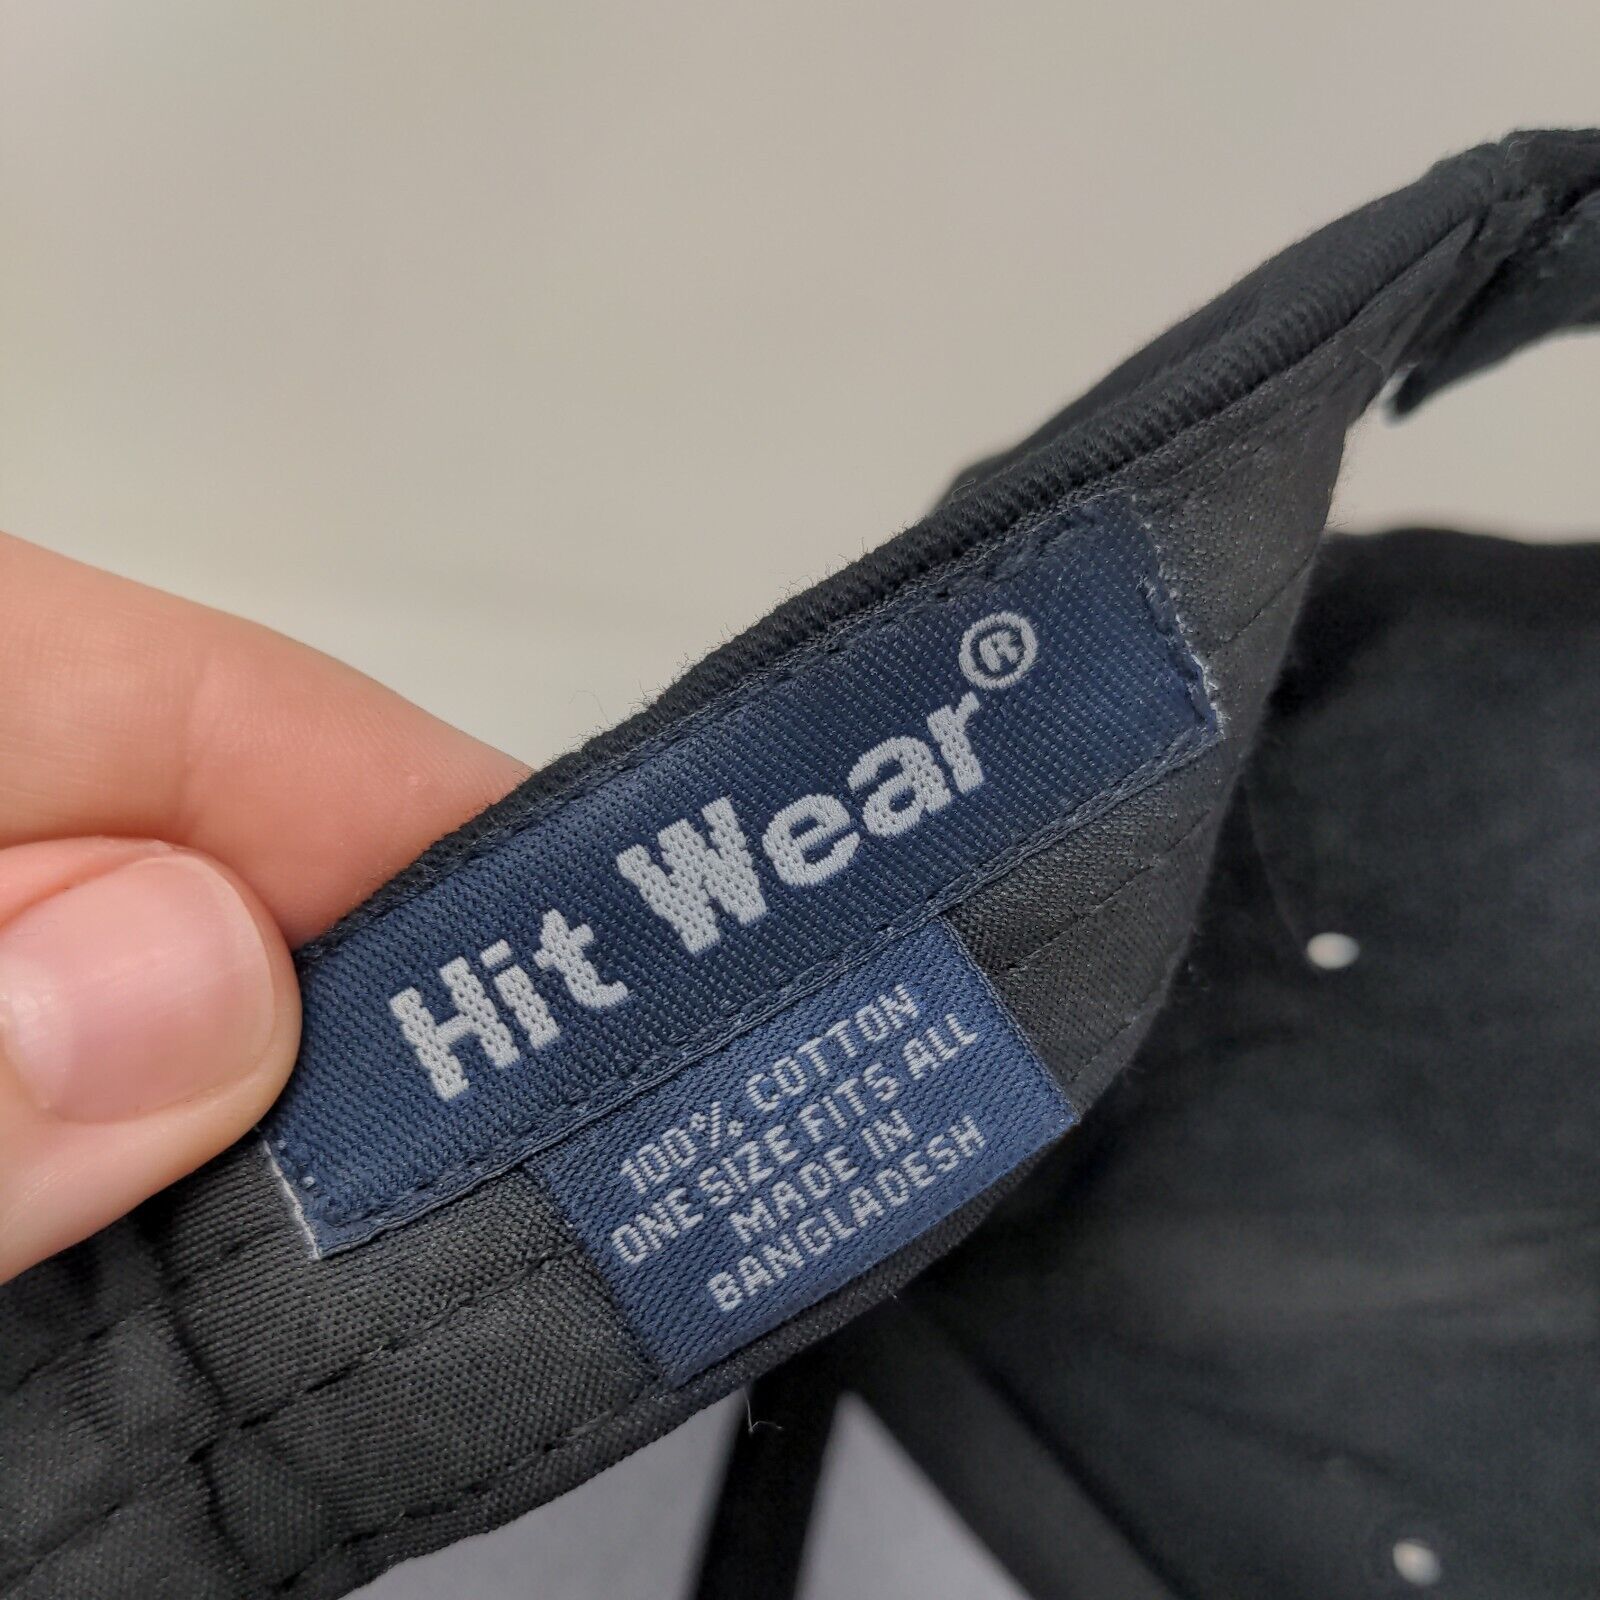 Hit Wear®
100% COTTON
ONE SIZE FITS ALL
MADE IN
BANGLADESH